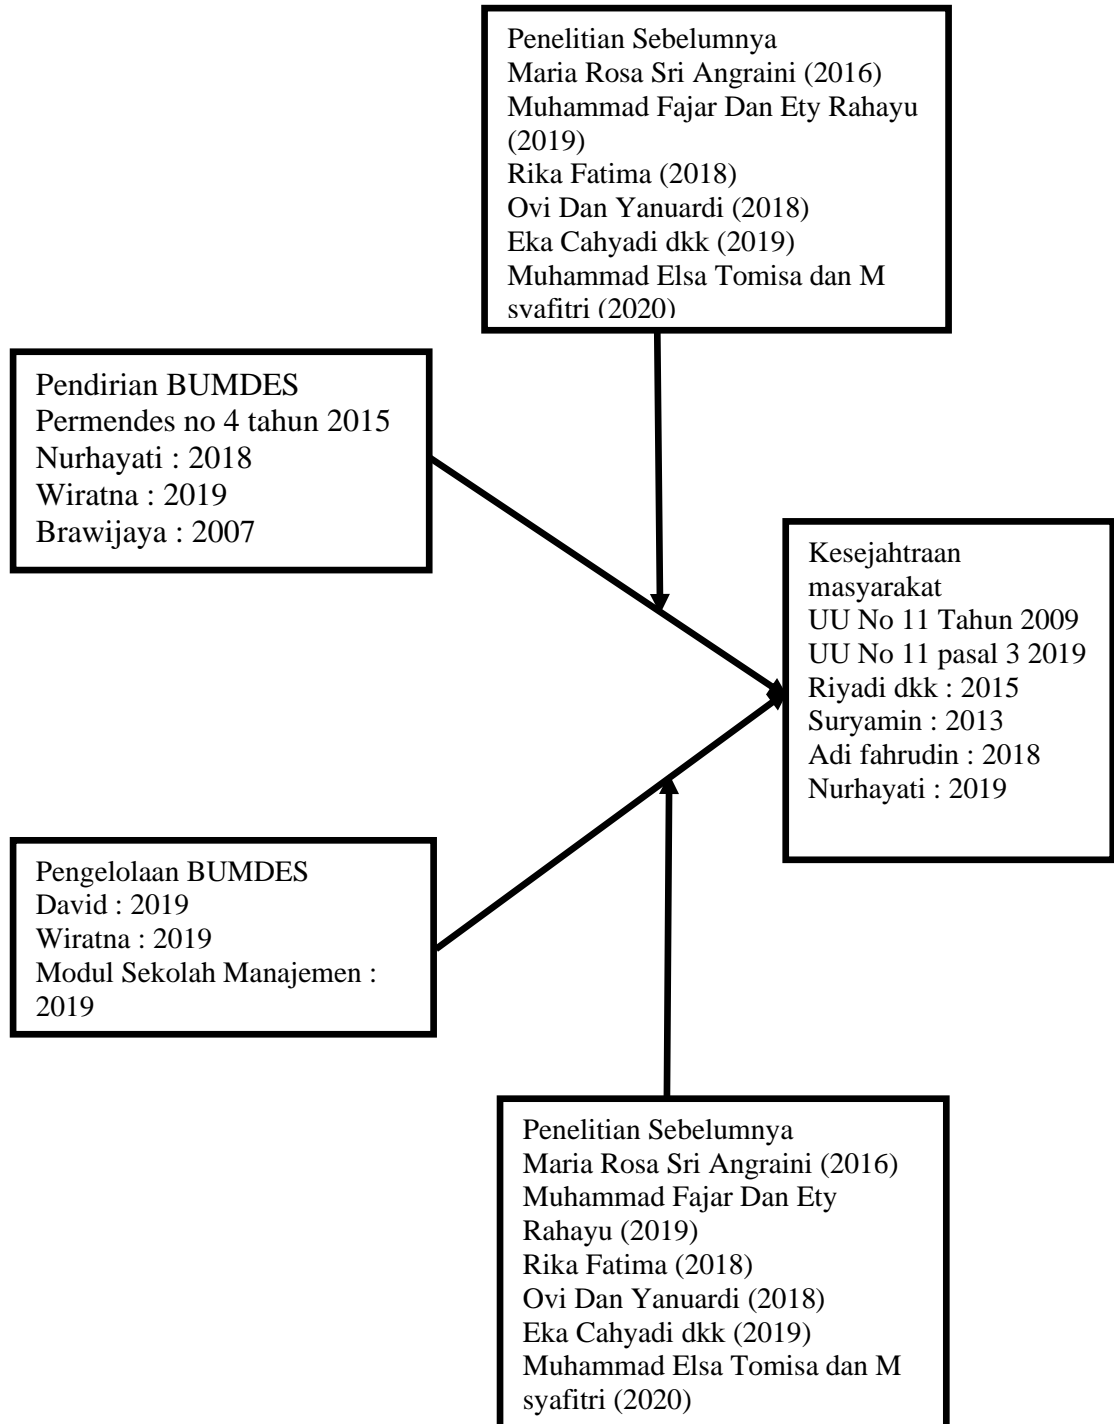 Penelitian Sebelumnya
Maria Rosa Sri Angraini (2016)
Muhammad Fajar Dan Ety Rahayu
(2019)
Rika Fatima (2018)
Ovi Dan Yanuardi (2018)
Eka Cahyadi dkk (2019)
Muhammad Elsa Tomisa dan M
syafitri (2020)
Pendirian BUMDES
Permendes no 4 tahun 2015
Nurhayati : 2018
Wiratna : 2019
Brawijaya : 2007
Kesejahtraan
masyarakat
UU No 11 Tahun 2009
UU No 11 pasal 3 2019
Riyadi dkk : 2015
Suryamin : 2013
Adi fahrudin : 2018
Nurhayati : 2019
Pengelolaan BUMDES
David : 2019
Wiratna : 2019
Modul Sekolah Manajemen :
2019
Penelitian Sebelumnya
Maria Rosa Sri Angraini (2016)
Muhammad Fajar Dan Ety
Rahayu (2019)
Rika Fatima (2018)
Ovi Dan Yanuardi (2018)
Eka Cahyadi dkk (2019)
Muhammad Elsa Tomisa dan M
syafitri (2020)